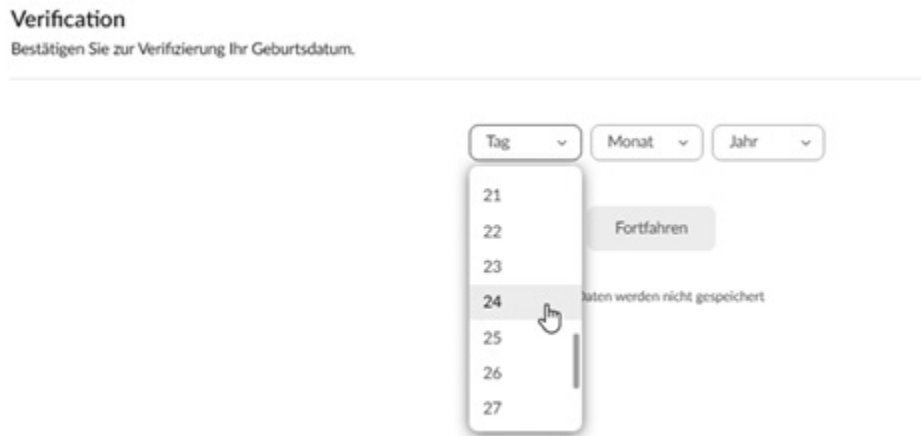 Verification
Bestätigen Sie zur Verifizierung Ihr Geburtsdatum.
Tag Monat Jahr
21
22
Fortfahren
23
24
Daten werden nicht gespeichert
25
26
27